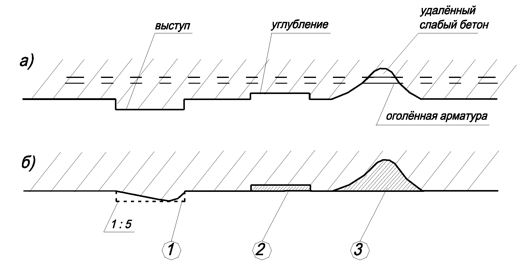 удалённый
слабый бетон
выступ
углубление
а)
оголённая арматура
б)
1 : 5
1
2
3